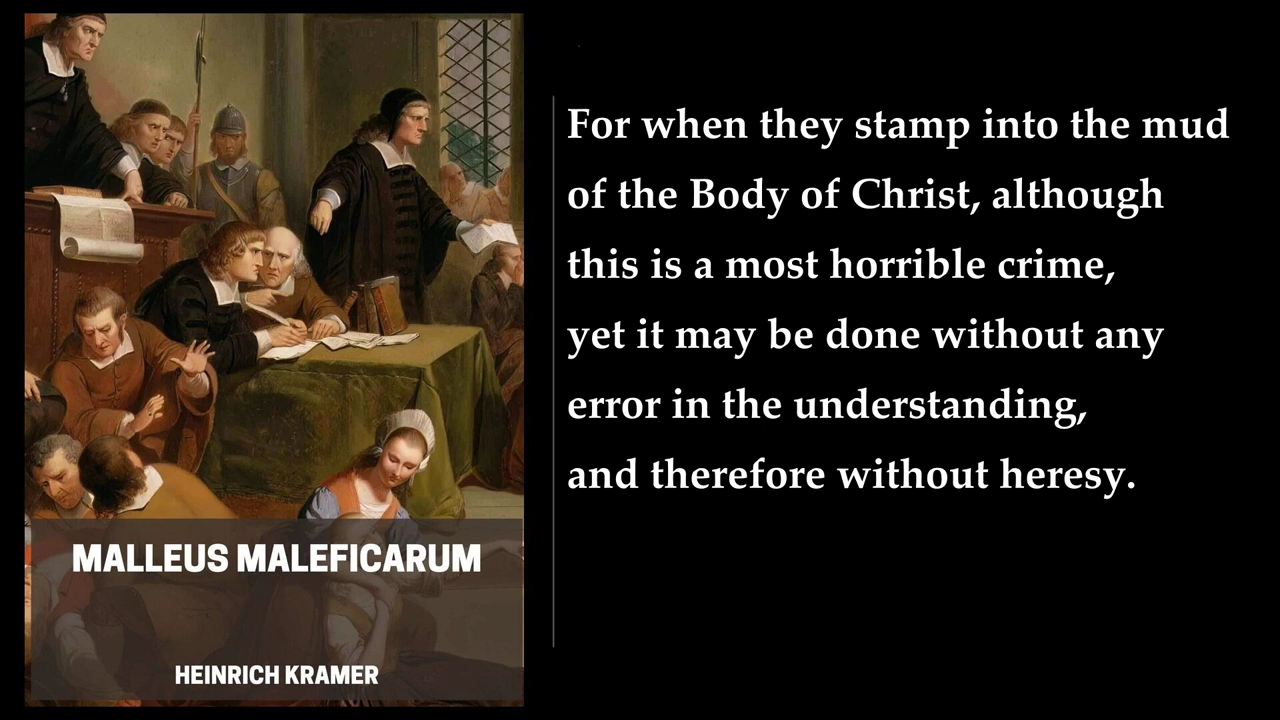 MALLEUS MALEFICARUM
HEINRICH KRAMER
For when they stamp into the mud
of the Body of Christ, although
this is a most horrible crime,
yet it may be done without any
error in the understanding,
and therefore without heresy.